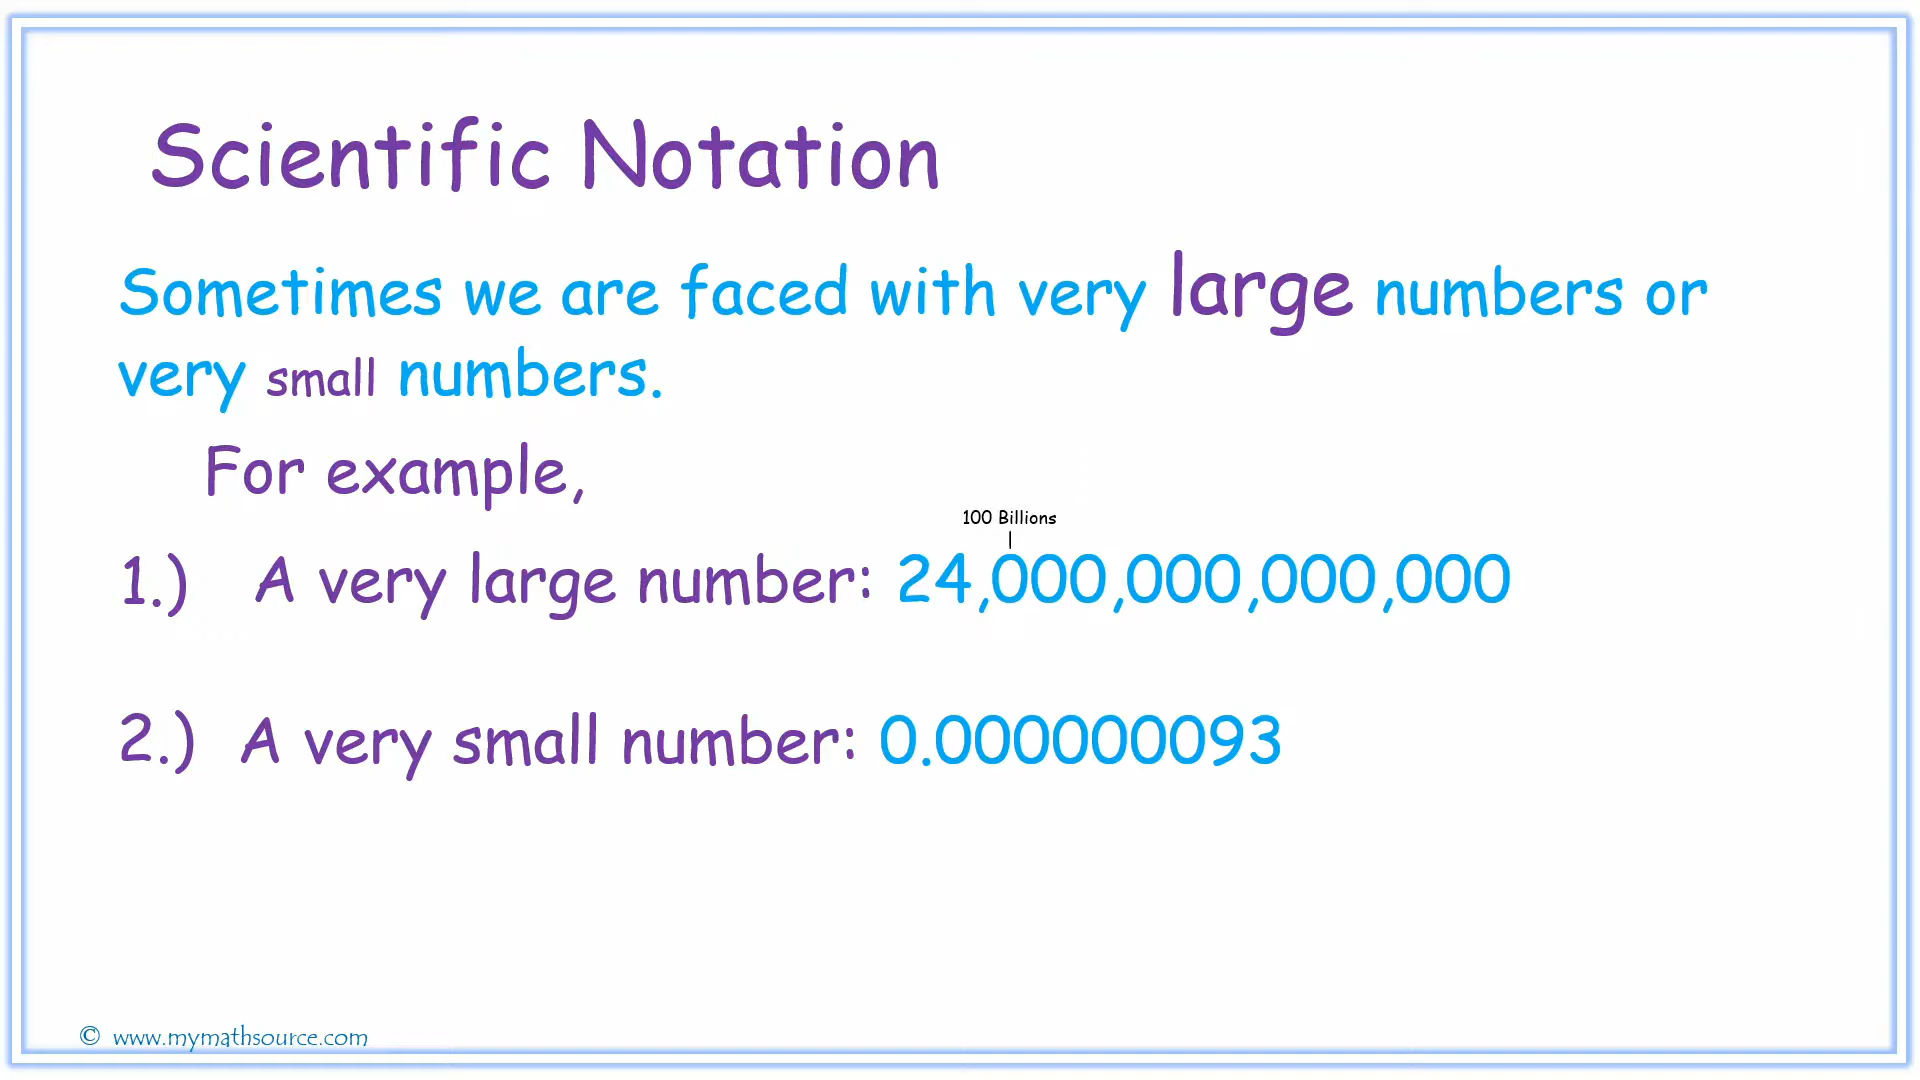 Scientific Notation
Sometimes we are faced with very large numbers or
very small numbers.
For example,
100 Billions
1.) A very large number: 24,000,000,000,000
2.) A very small number: 0.000000093
© www.mymathsource.com